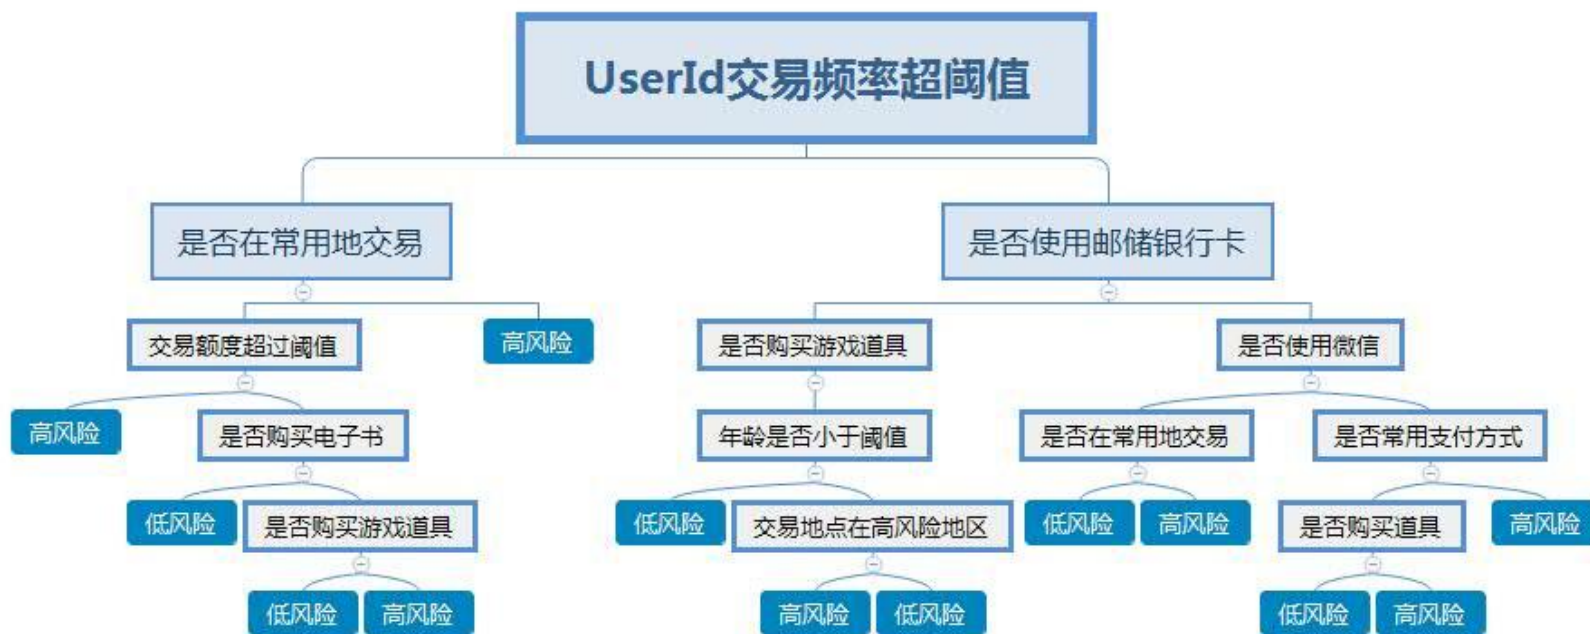 UserId交易频率超阈值
是否在常用地交易
是否使用邮储银行卡
交易额度超过阈值
高风险
是否购买游戏道具
是否使用微信
高风险
是否购买电子书
年龄是否小于阈值
是否在常用地交易
是否常用支付方式
低风险
是否购买游戏道具
低风险
交易地点在高风险地区
低风险
高风险
是否购买道具
高风险
低风险
高风险
高风险
低风险
低风险
高风险